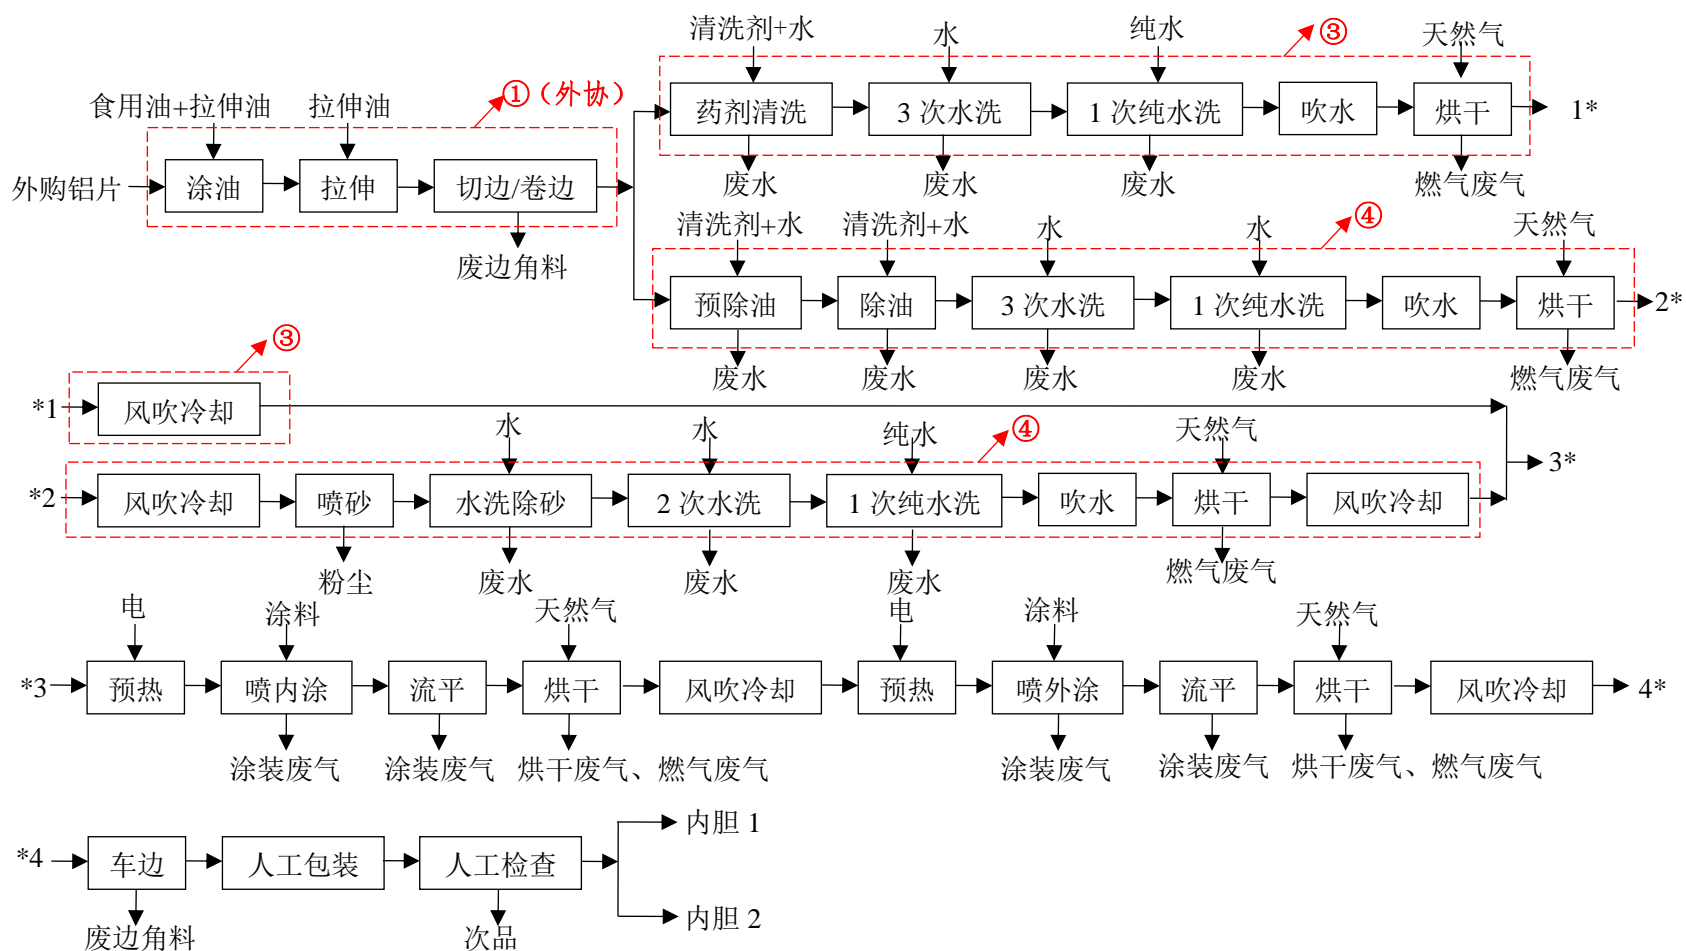 清洗剂+水 水 纯水 ③ 天然气
食用油+拉伸油 拉伸油 ①（外协）
药剂清洗 3 次水洗 1 次纯水洗 吹水 烘干 1*
外购铝片 涂油 拉伸 切边/卷边 废水 废水 废水 燃气废气
清洗剂+水 清洗剂+水 水 水 ④ 天然气
废边角料
预除油 除油 3 次水洗 1 次纯水洗 吹水 烘干 2*
③
废水 废水 废水 废水 燃气废气
*1 风吹冷却
水 水 纯水 ④ 天然气
3*
*2 风吹冷却 喷砂 水洗除砂 2 次水洗 1 次纯水洗 吹水 烘干 风吹冷却
粉尘 废水 废水 废水 燃气废气
电 涂料 天然气 电 涂料 天然气
*3 预热 喷内涂 流平 烘干 风吹冷却 预热 喷外涂 流平 烘干 风吹冷却 4*
涂装废气 涂装废气 烘干废气、燃气废气 涂装废气 涂装废气 烘干废气、燃气废气
内胆 1
*4 车边 人工包装 人工检查
内胆 2
废边角料 次品